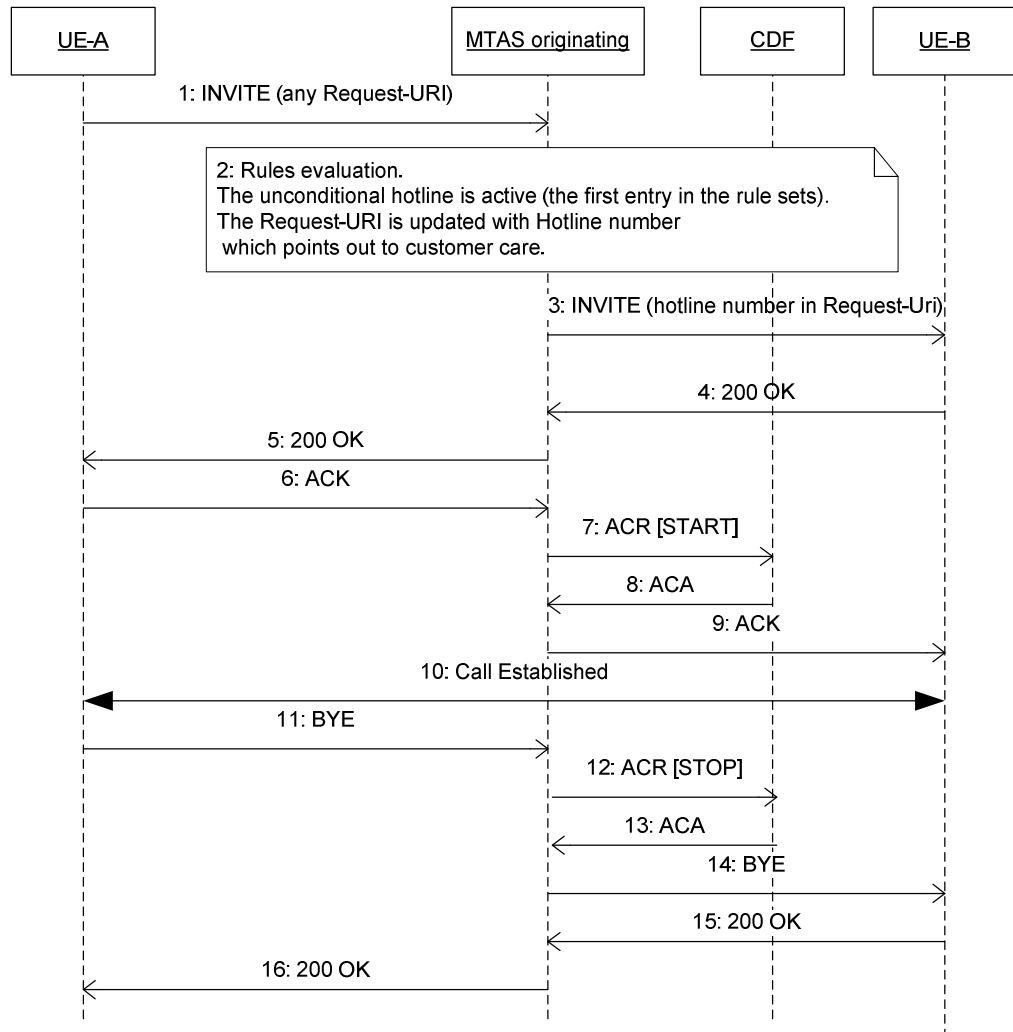 UE-A
MTAS originating
CDF
UE-B
1: INVITE (any Request-URI)
2: Rules evaluation.
The unconditional hotline is active (the first entry in the rule sets).
The Request-URI is updated with Hotline number
which points out to customer care.
3: INVITE (hotline number in Request-Uri)
4: 200 OK
5: 200 OK
6: ACK
7: ACR [START]
8: ACA
9: ACK
10: Call Established
11: BYE
12: ACR [STOP]
13: ACA
14: BYE
15: 200 OK
16: 200 OK